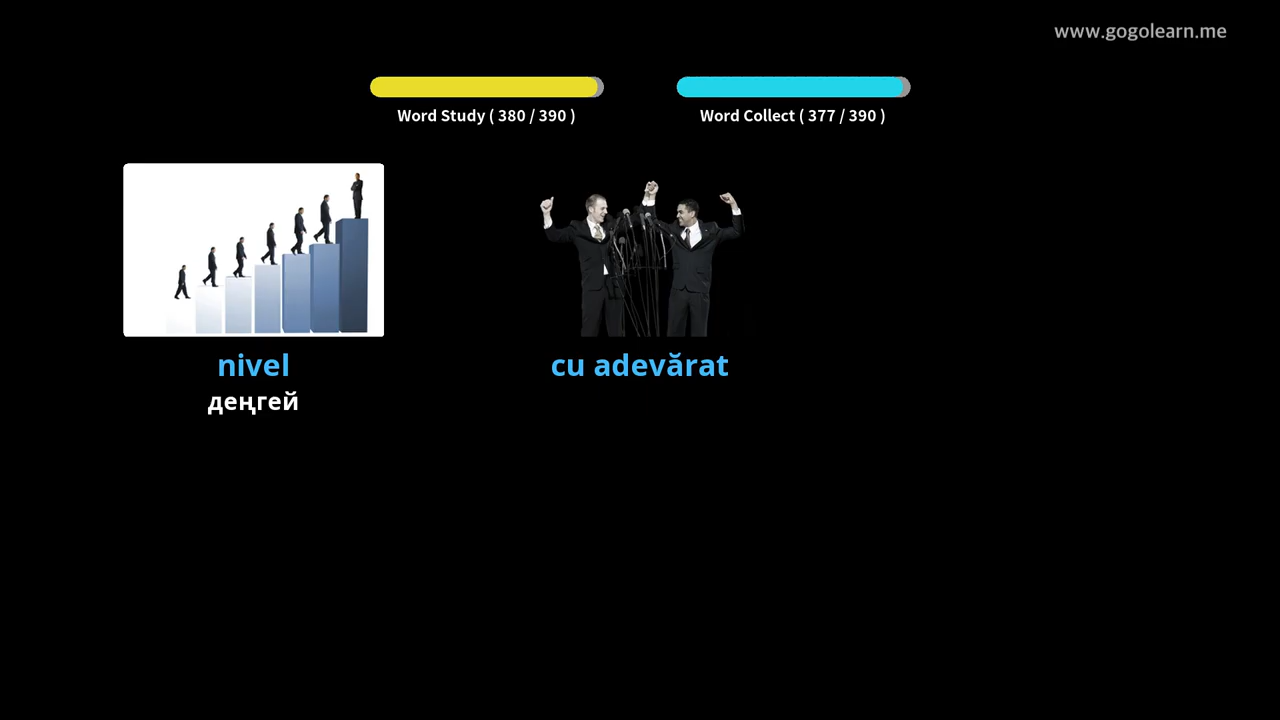 www.gogolearn.me
Word Study ( 380 / 390 )
Word Collect ( 377 / 390 )
nivel
деңгей
cu adevărat